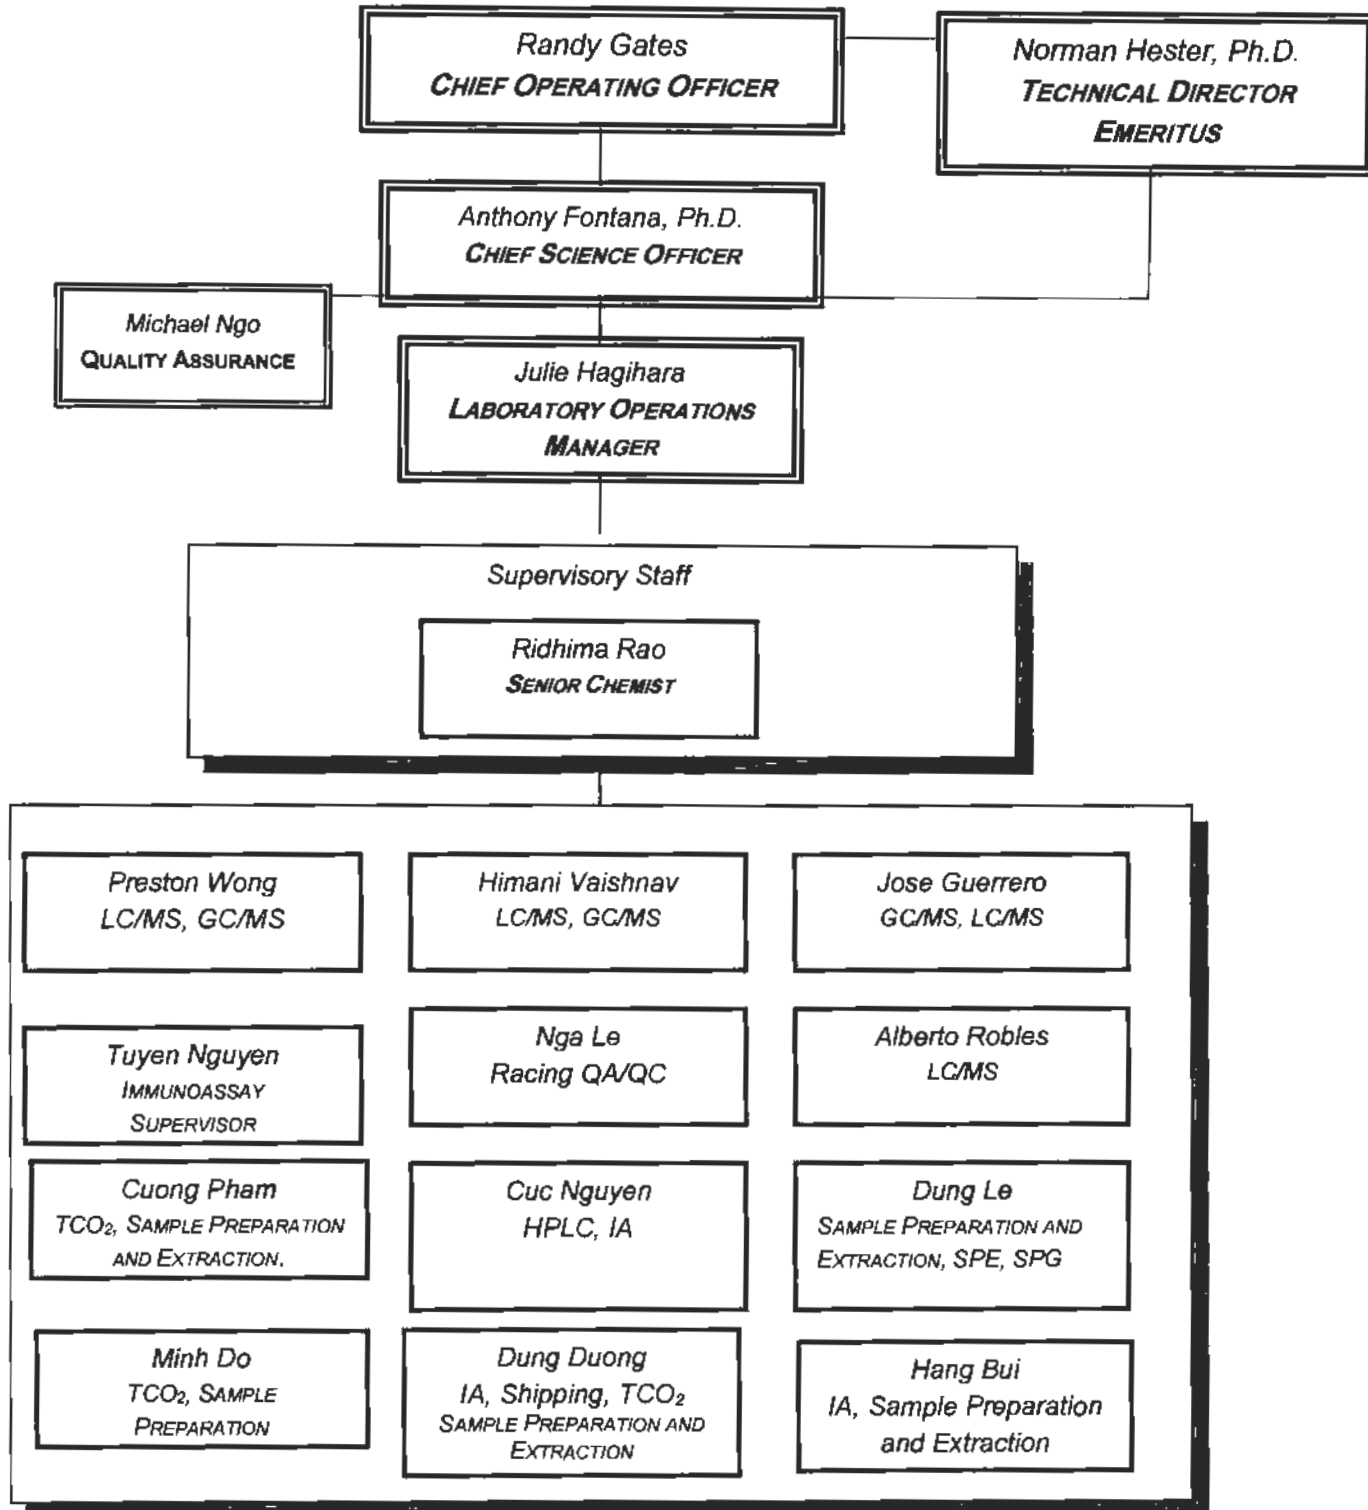 Randy Gates
CHIEF OPERATING OFFICER
Norman Hester, Ph.D.
TECHNICAL DIRECTOR
EMERITUS
Anthony Fontana, Ph.D.
CHIEF SCIENCE OFFICER
Michael Ngo
QUALITY ASSURANCE
Julie Hagihara
LABORATORY OPERATIONS
MANAGER
Supervisory Staff
Ridhima Rao
SENIOR CHEMIST
Preston Wong
LC/MS, GC/MS
Himani Vaishnav
LC/MS, GC/MS
Jose Guerrero
GC/MS, LC/MS
Tuyen Nguyen
IMMUNOASSAY
SUPERVISOR
Nga Le
Racing QA/QC
Alberto Robles
LC/MS
Cuong Pham
TCO₂, SAMPLE PREPARATION
AND EXTRACTION.
Cuc Nguyen
HPLC, IA
Dung Le
SAMPLE PREPARATION AND
EXTRACTION, SPE, SPG
Minh Do
TCO₂, SAMPLE
PREPARATION
Dung Duong
IA, Shipping, TCO₂
SAMPLE PREPARATION AND
EXTRACTION
Hang Bui
IA, Sample Preparation
and Extraction